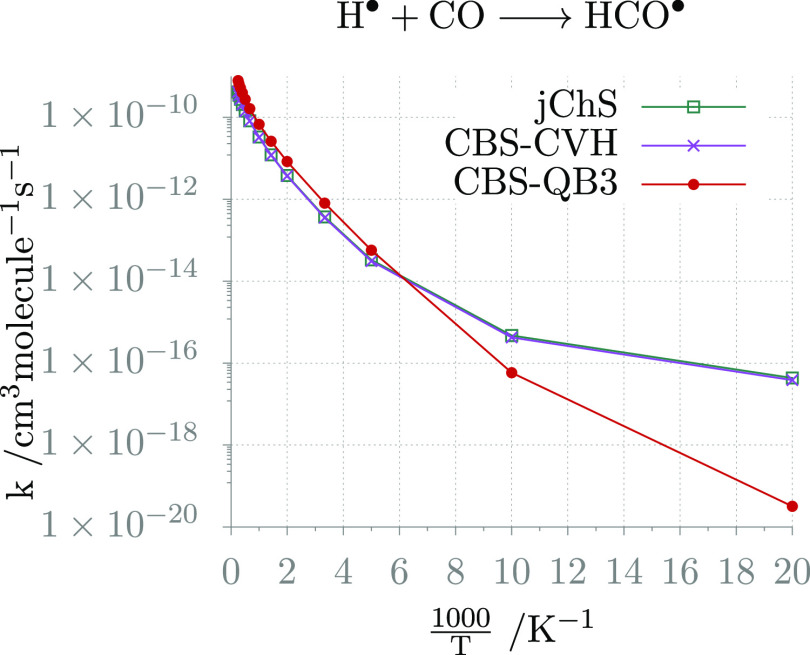 H• + CO ⟶ HCO•
jChS
CBS-CVH
CBS-QB3
k /cm³molecule⁻¹s⁻¹
1 × 10⁻¹⁰
1 × 10⁻¹²
1 × 10⁻¹⁴
1 × 10⁻¹⁶
1 × 10⁻¹⁸
1 × 10⁻²⁰
0 2 4 6 8 10 12 14 16 18 20
1000/T /K⁻¹